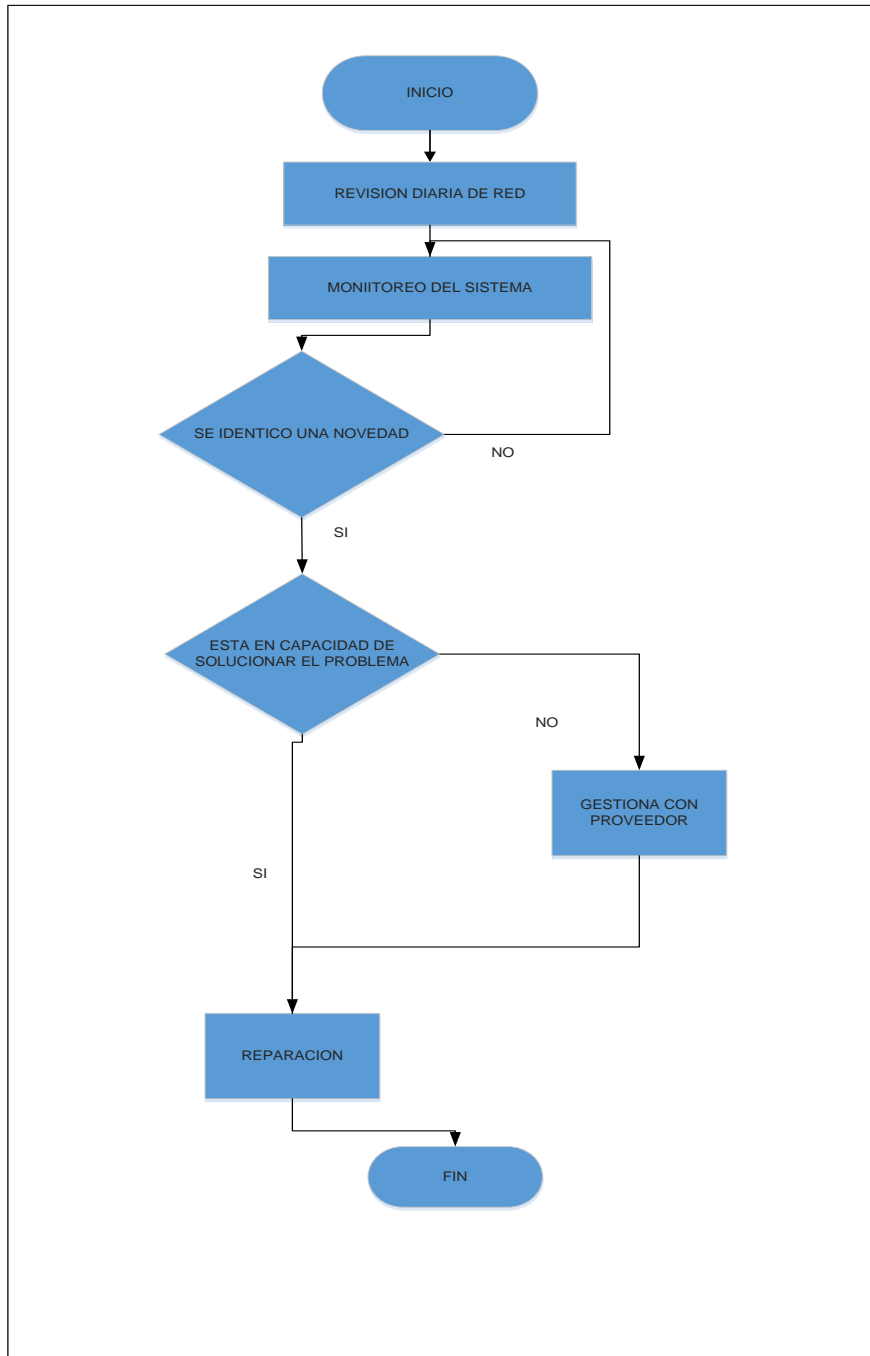 INICIO
REVISION DIARIA DE RED
MONIITOREO DEL SISTEMA
SE IDENTICO UNA NOVEDAD
NO
SI
ESTA EN CAPACIDAD DE
SOLUCIONAR EL PROBLEMA
NO
GESTIONA CON
PROVEEDOR
SI
REPARACION
FIN